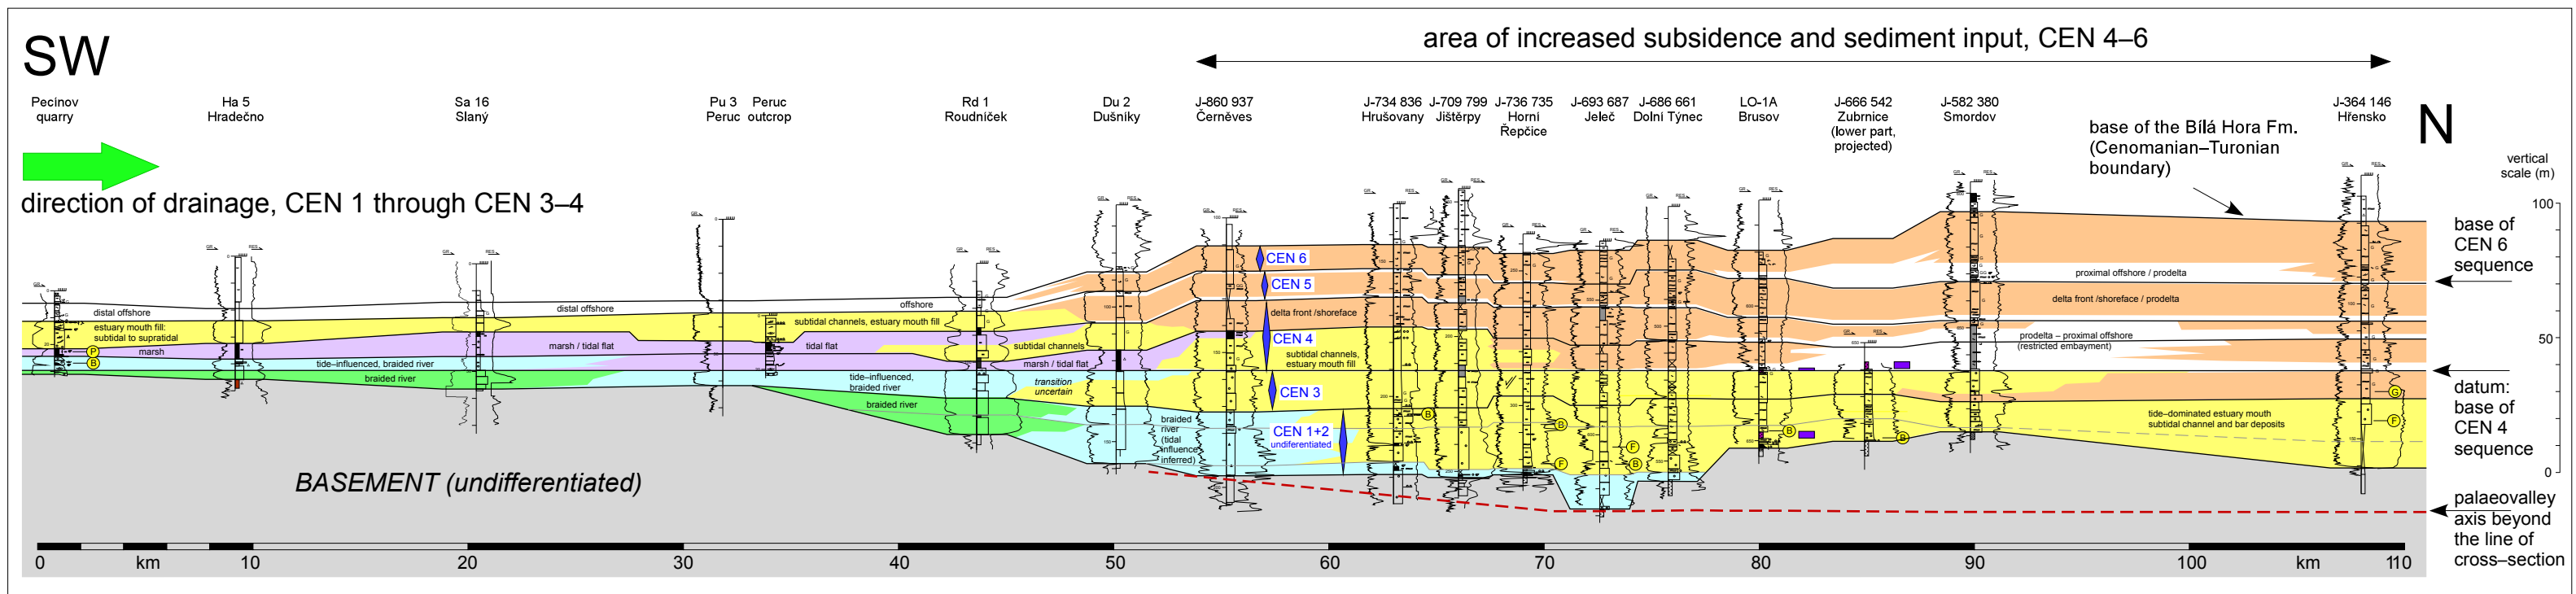 SW
area of increased subsidence and sediment input, CEN 4–6
Pecínov
quarry
Ha 5
Hradečno
Sa 16
Slaný
Pu 3
Peruc
Peruc
outcrop
Rd 1
Roudníček
Du 2
Dušníky
J-860 937
Černěves
J-734 836
Hrušovany
J-709 799
Jištěrpy
J-736 735
Horní
Řepčice
J-693 687
Jeleč
J-686 661
Dolní Týnec
LO-1A
Brusov
J-666 542
Zubrnice
(lower part,
projected)
J-582 380
Smordov
J-364 146
Hřensko
N
base of the Bílá Hora Fm.
(Cenomanian–Turonian
boundary)
vertical
scale (m)
direction of drainage, CEN 1 through CEN 3–4
100
50
0
base of
CEN 6
sequence
datum:
base of
CEN 4
sequence
palaeovalley
axis beyond
the line of
cross–section
distal offshore
distal offshore
offshore
estuary mouth fill:
subtidal to supratidal
marsh
marsh / tidal flat
tidal flat
subtidal channels, estuary mouth fill
subtidal channels
marsh / tidal flat
tide–influenced, braided river
braided river
tide–influenced,
braided river
braided river
transition
uncertain
braided
river
(tidal
influence
inferred)
CEN 6
CEN 5
delta front /shoreface
CEN 4
subtidal channels,
estuary mouth fill
CEN 3
CEN 1+2
undifferentiated
proximal offshore / prodelta
delta front /shoreface / prodelta
prodelta – proximal offshore
(restricted embayment)
tide–dominated estuary mouth
subtidal channel and bar deposits
P
B
B
B
F
F
B
B
B
G
F
BASEMENT (undifferentiated)
0
km
10
20
30
40
50
60
70
80
90
100
km
110